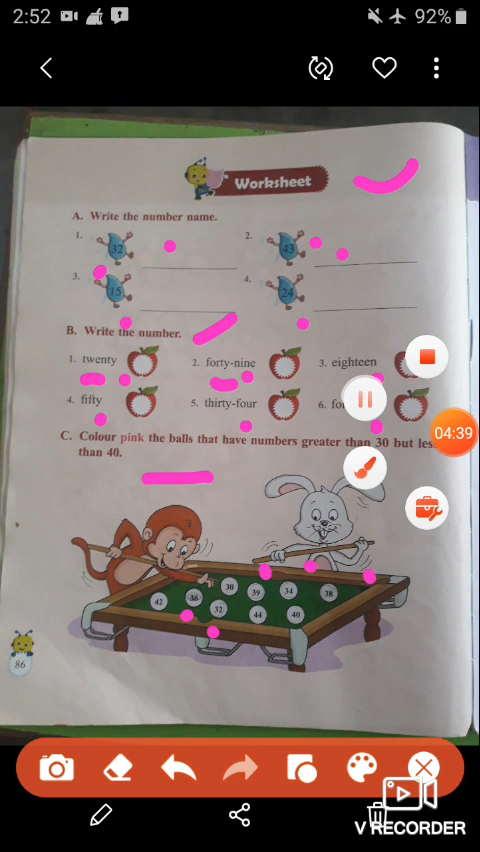 2:52
92%
Worksheet
A. Write the number name.
1. 32
2. 43
3. 15
4. 24
B. Write the number.
1. twenty
2. forty-nine
3. eighteen
4. fifty
5. thirty-four
6.
04:39
C. Colour pink the balls that have numbers greater than 30 but less
than 40.
30
39
34
38
42
36
32
44
40
86
V RECORDER